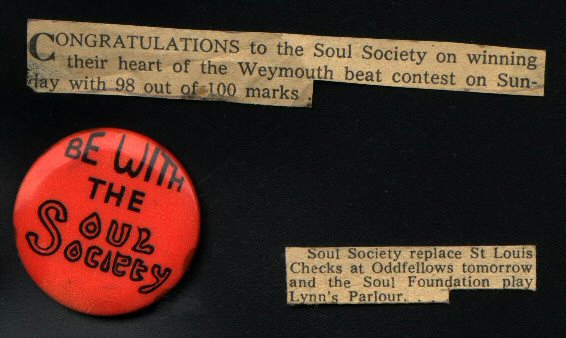 CONGRATULATIONS to the Soul Society on winning
their heart of the Weymouth beat contest on Sun-
day with 98 out of 100 marks
BE WITH
THE
SOUL
SOCIETY
Soul Society replace St Louis
Checks at Oddfellows tomorrow
and the Soul Foundation play
Lynn's Parlour.